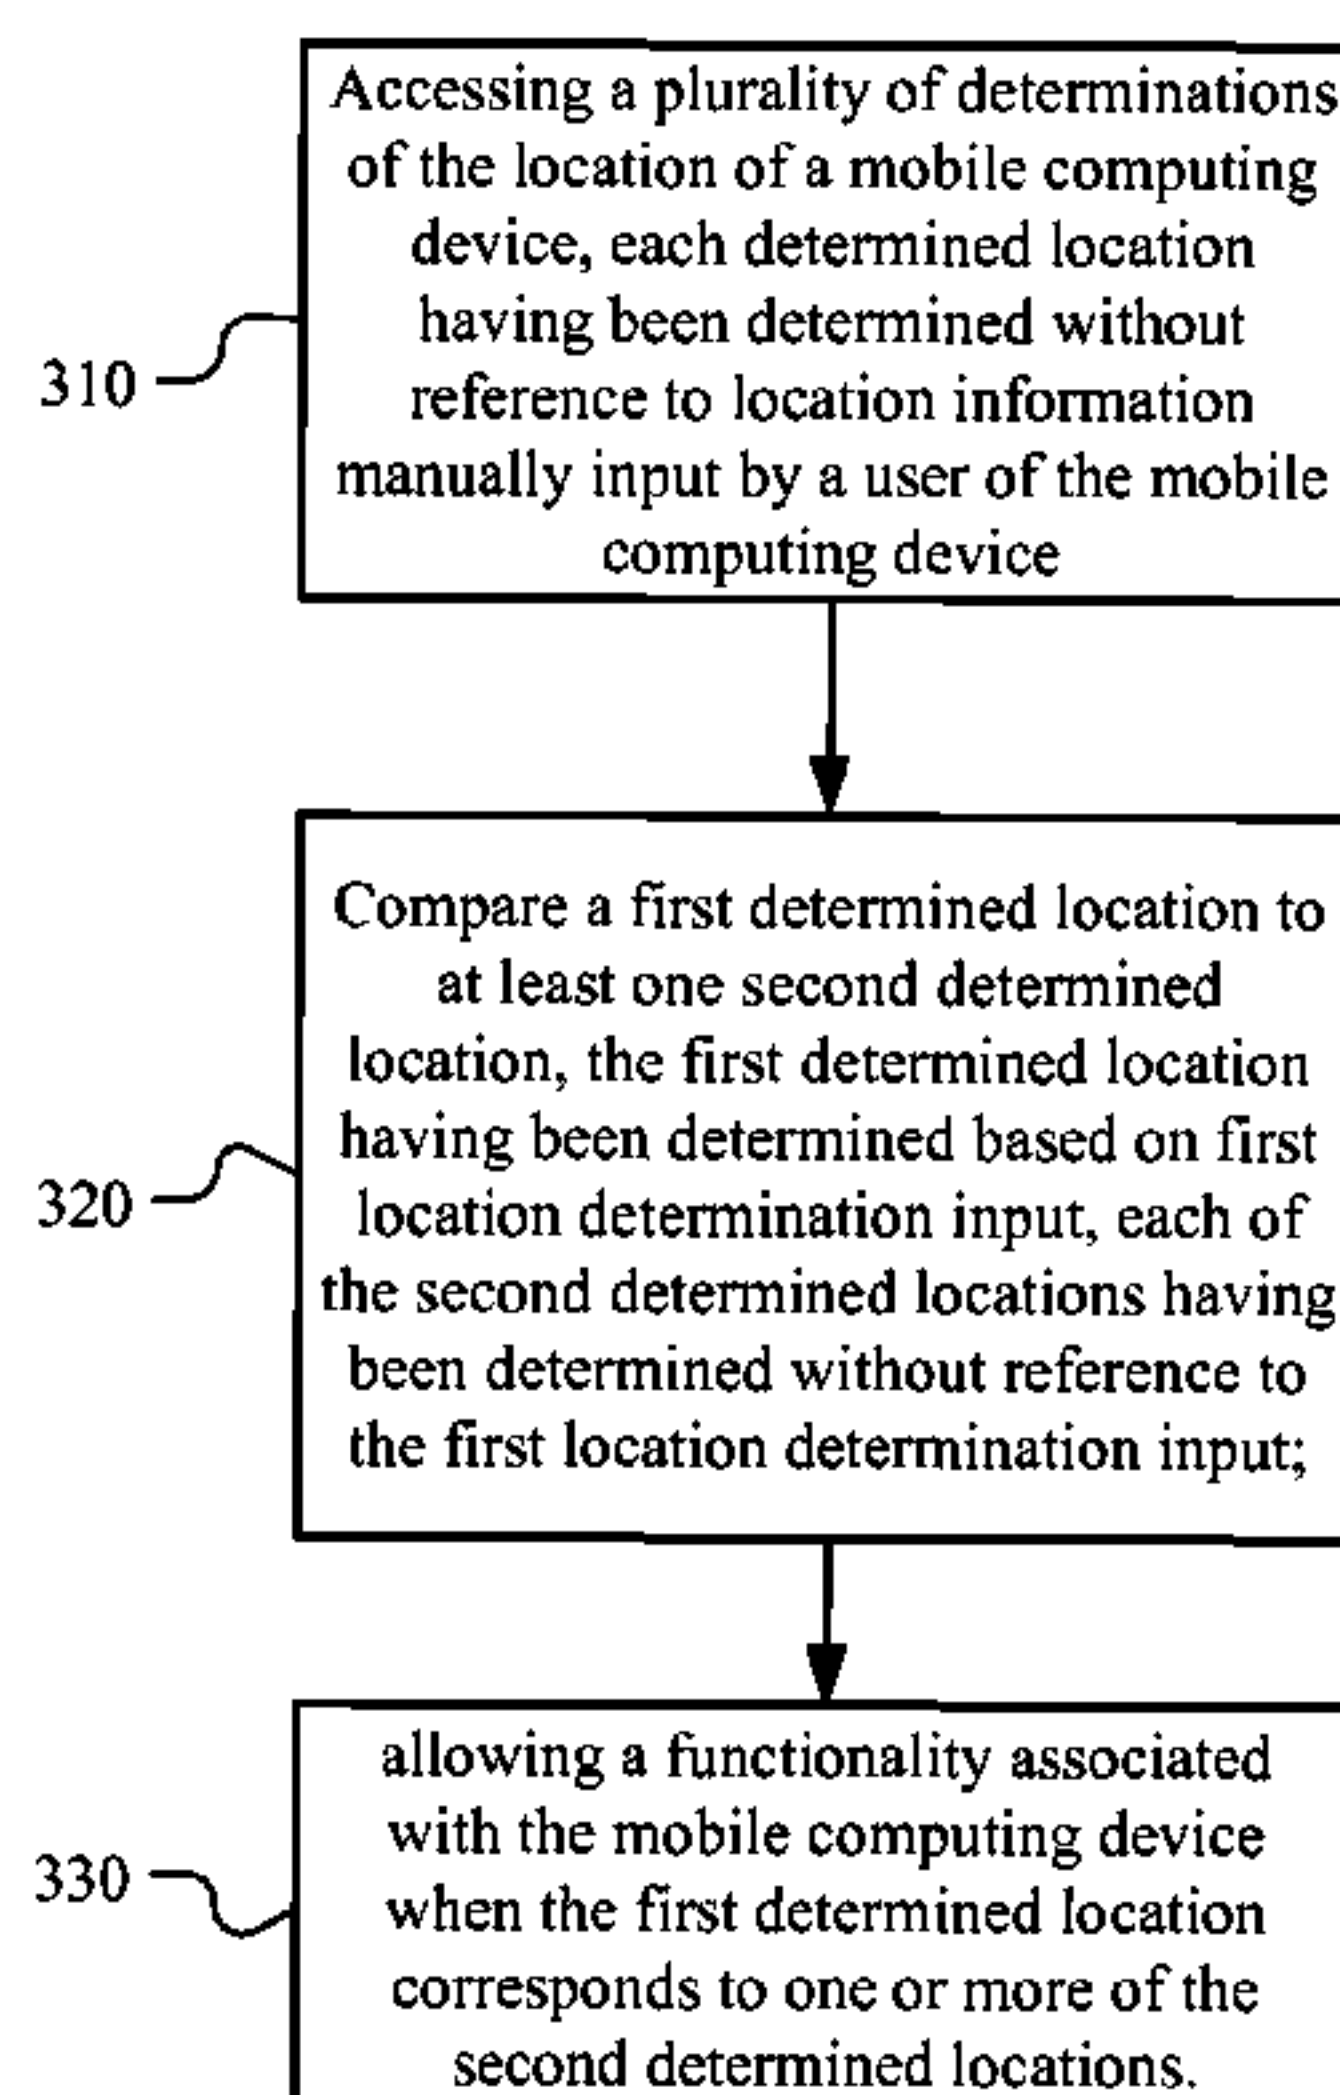 Accessing a plurality of determinations
of the location of a mobile computing
device, each determined location
having been determined without
reference to location information
manually input by a user of the mobile
computing device
310
Compare a first determined location to
at least one second determined
location, the first determined location
having been determined based on first
location determination input, each of
the second determined locations having
been determined without reference to
the first location determination input;
320
allowing a functionality associated
with the mobile computing device
when the first determined location
corresponds to one or more of the
second determined locations.
330